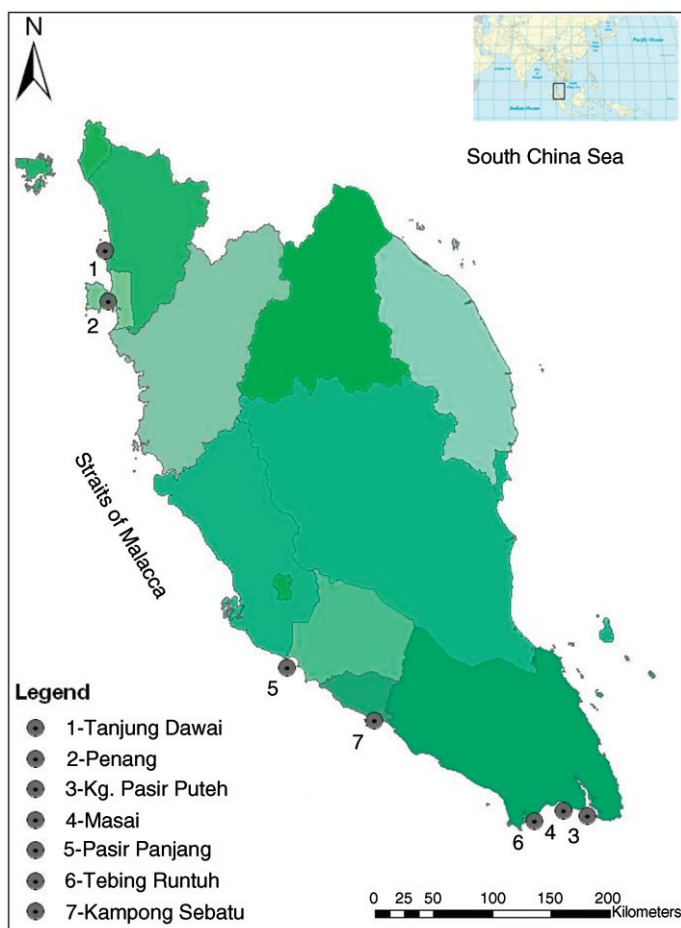 N
Pacific Ocean
Indian Ocean
South China Sea
1
2
Straits of Malacca
5
7
6 4 3
Legend
1-Tanjung Dawai
2-Penang
3-Kg. Pasir Puteh
4-Masai
5-Pasir Panjang
6-Tebing Runtuh
7-Kampong Sebatu
0 25 50 100 150 200
Kilometers